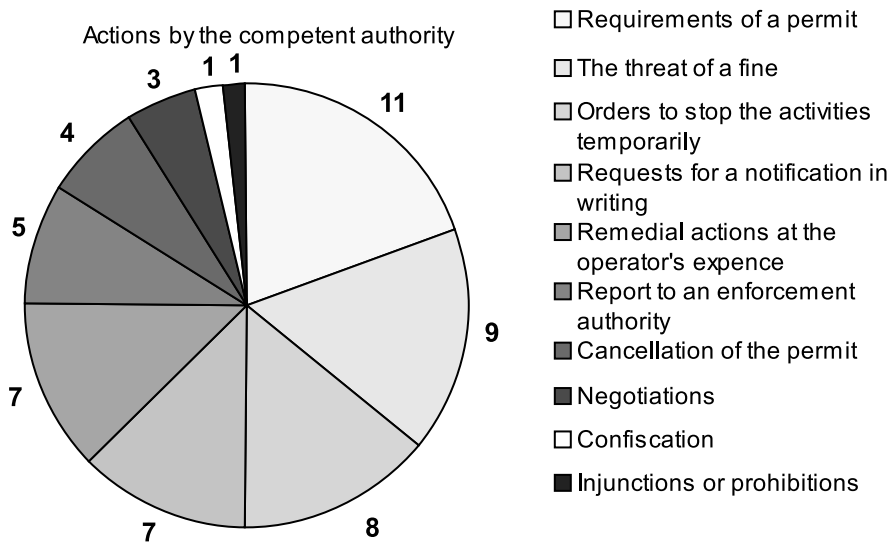 Actions by the competent authority
11
9
8
7
7
5
4
3
1
1
Requirements of a permit
The threat of a fine
Orders to stop the activities
temporarily
Requests for a notification in
writing
Remedial actions at the
operator's expence
Report to an enforcement
authority
Cancellation of the permit
Negotiations
Confiscation
Injunctions or prohibitions